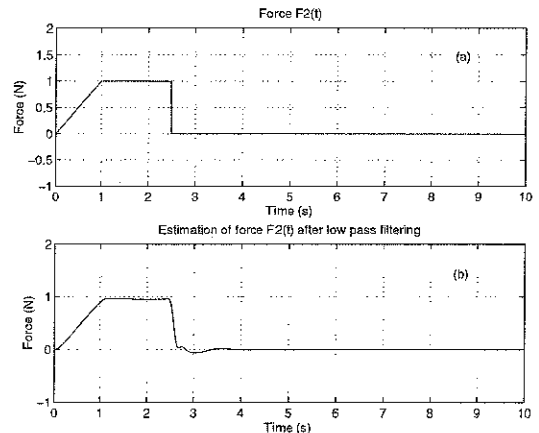 Force F2(t)
2
1.5
(a)
1
0.5
0
−0.5
−1
Force (N)
0 1 2 3 4 5 6 7 8 9 10
Time (s)
Estimation of force F2(t) after low pass filtering
2
(b)
1
0
−1
Force (N)
0 1 2 3 4 5 6 7 8 9 10
Time (s)